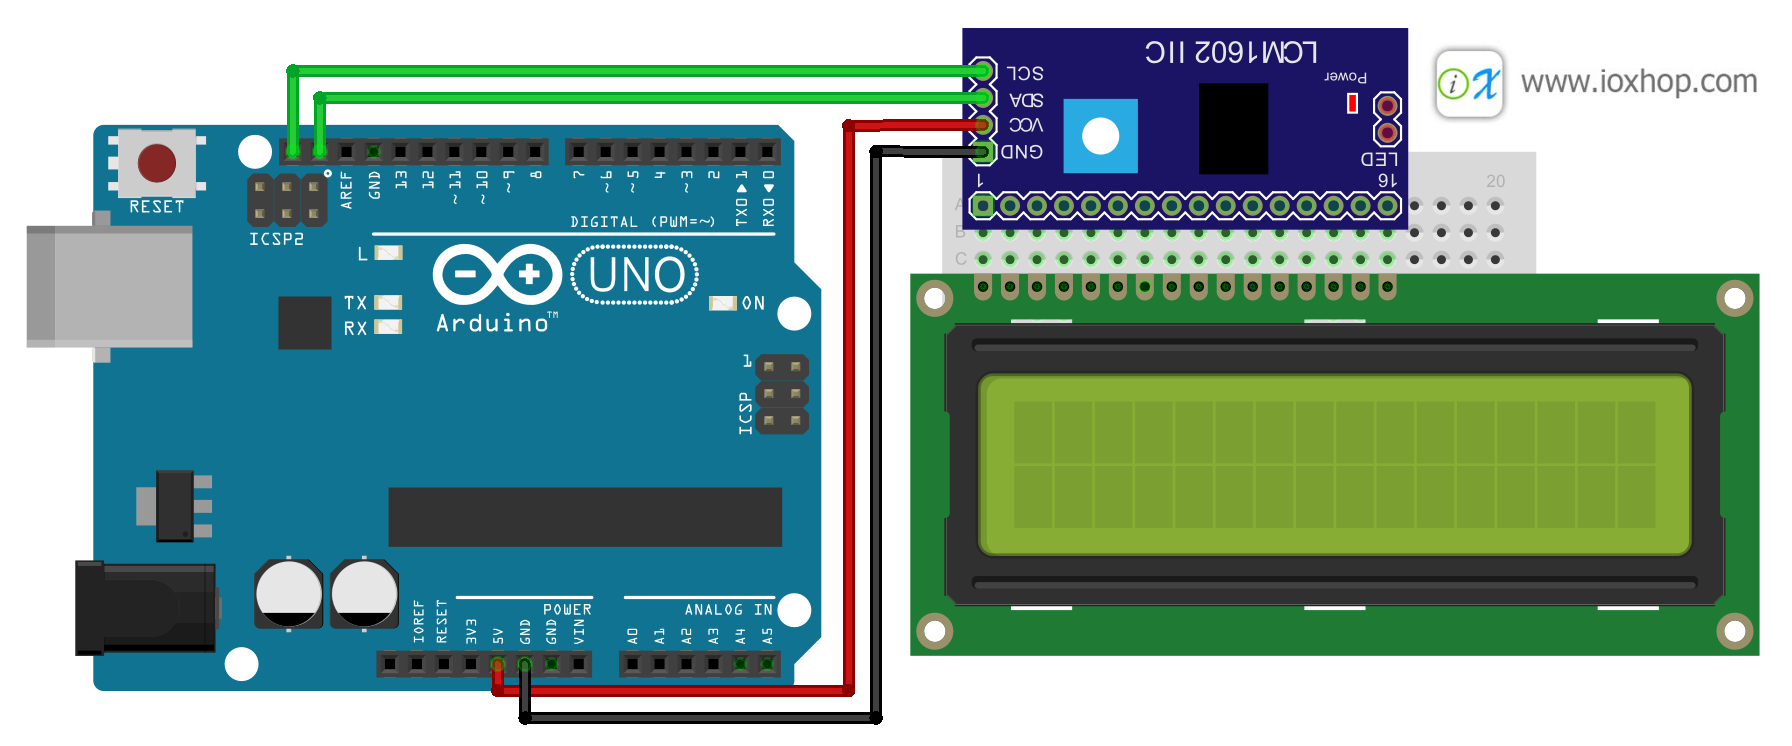 LCM1602 IIC
SCL
SDA
VCC
GND
Power
LED
1
16
20
A
B
C
iX
www.ioxhop.com
RESET
ICSP2
AREF
GND
13
12
~11
~10
~9
8
7
~6
~5
4
~3
2
TX0▶1
RX0◀0
DIGITAL (PWM=~)
L
TX
RX
UNO
ON
Arduino™
1
ICSP
IOREF
RESET
3V3
5V
GND
GND
VIN
POWER
ANALOG IN
A0
A1
A2
A3
A4
A5